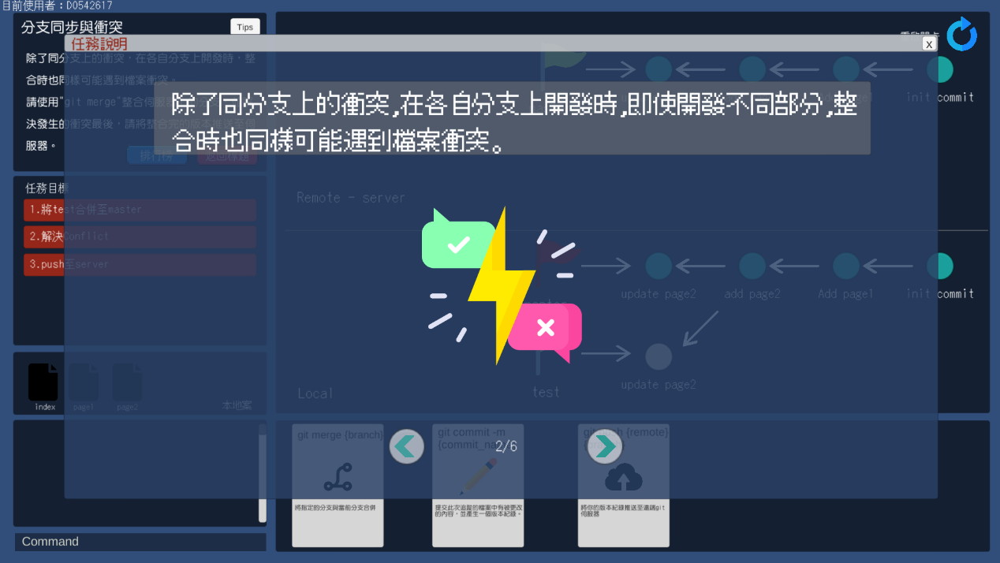 目前使用者：D0542617
分支同步與衝突
Tips
任務說明
x
除了同分支上的衝突，在各自分支上開發時，整
合時也同樣可能遇到檔案衝突。
除了同分支上的衝突,在各自分支上開發時,即使開發不同部分,整
合時也同樣可能遇到檔案衝突。
請使用"git merge"整合伺服
決發生的衝突最後，請將整合完的版本推送至伺
服器。
排行榜
返回標題
init commit
任務目標
1.將test合併至master
2.解決Conflict
3.push至server
Remote - server
update page2
add page2
Add page1
init commit
update page2
Local
test
index
page1
page2
本地案
git merge {branch}
將指定的分支與當前分支合併
git commit -m
提交此次追蹤的檔案中有被更改
的內容，並產生一個版本紀錄。
2/6
git push {remote}
將你的版本紀錄推送至遠端git
伺服器
Command